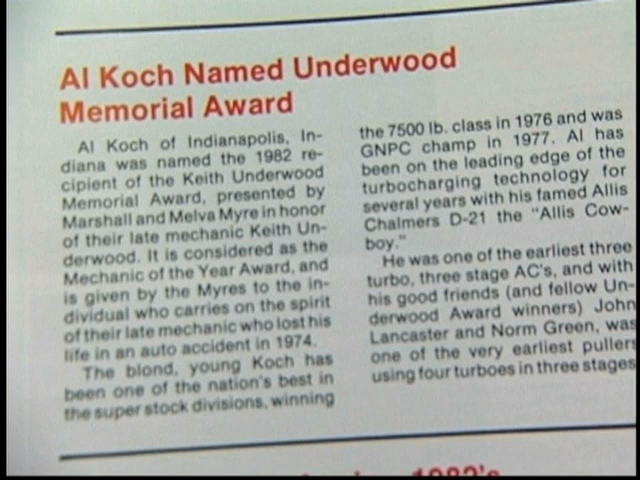 Al Koch Named Underwood
Memorial Award
Al Koch of Indianapolis, In-
diana was named the 1982 re-
cipient of the Keith Underwood
Memorial Award, presented by
Marshall and Melva Myre in honor
of their late mechanic Keith Un-
derwood. It is considered as the
Mechanic of the Year Award, and
is given by the Myres to the in-
dividual who carries on the spirit
of their late mechanic who lost his
life in an auto accident in 1974.
The blond, young Koch has
been one of the nation's best in
the super stock divisions, winning
the 7500 lb. class in 1976 and was
GNPC champ in 1977. Al has
been on the leading edge of the
turbocharging technology for
several years with his famed Allis
Chalmers D-21 the "Allis Cow-
boy."
He was one of the earliest three
turbo, three stage AC's, and with
his good friends (and fellow Un-
derwood Award winners) John
Lancaster and Norm Green, was
one of the very earliest pullers
using four turboes in three stages
1982's